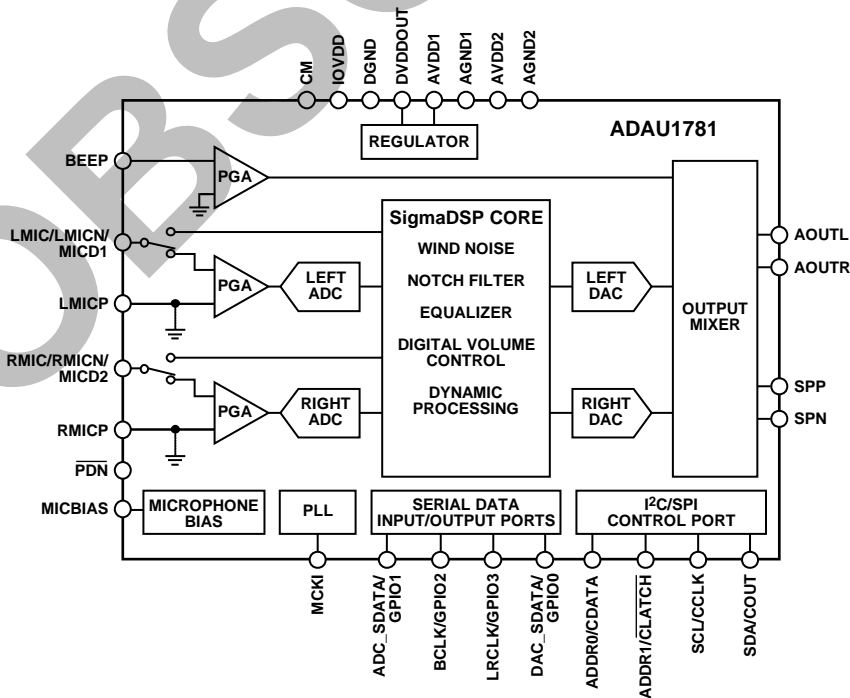 OBS
CM
IOVDD
DGND
DVDDOUT
AVDD1
AGND1
AVDD2
AGND2
ADAU1781
REGULATOR
BEEP
PGA
LMIC/LMICN/
MICD1
LMICP
PGA
LEFT
ADC
RMIC/RMICN/
MICD2
RMICP
PGA
RIGHT
ADC
SigmaDSP CORE
WIND NOISE
NOTCH FILTER
EQUALIZER
DIGITAL VOLUME
CONTROL
DYNAMIC
PROCESSING
LEFT
DAC
RIGHT
DAC
OUTPUT
MIXER
AOUTL
AOUTR
SPP
SPN
PDN
MICBIAS
MICROPHONE
BIAS
PLL
SERIAL DATA
INPUT/OUTPUT PORTS
I²C/SPI
CONTROL PORT
MCKI
ADC_SDATA/
GPIO1
BCLK/GPIO2
LRCLK/GPIO3
DAC_SDATA/
GPIO0
ADDR0/CDATA
ADDR1/CLATCH
SCL/CCLK
SDA/COUT